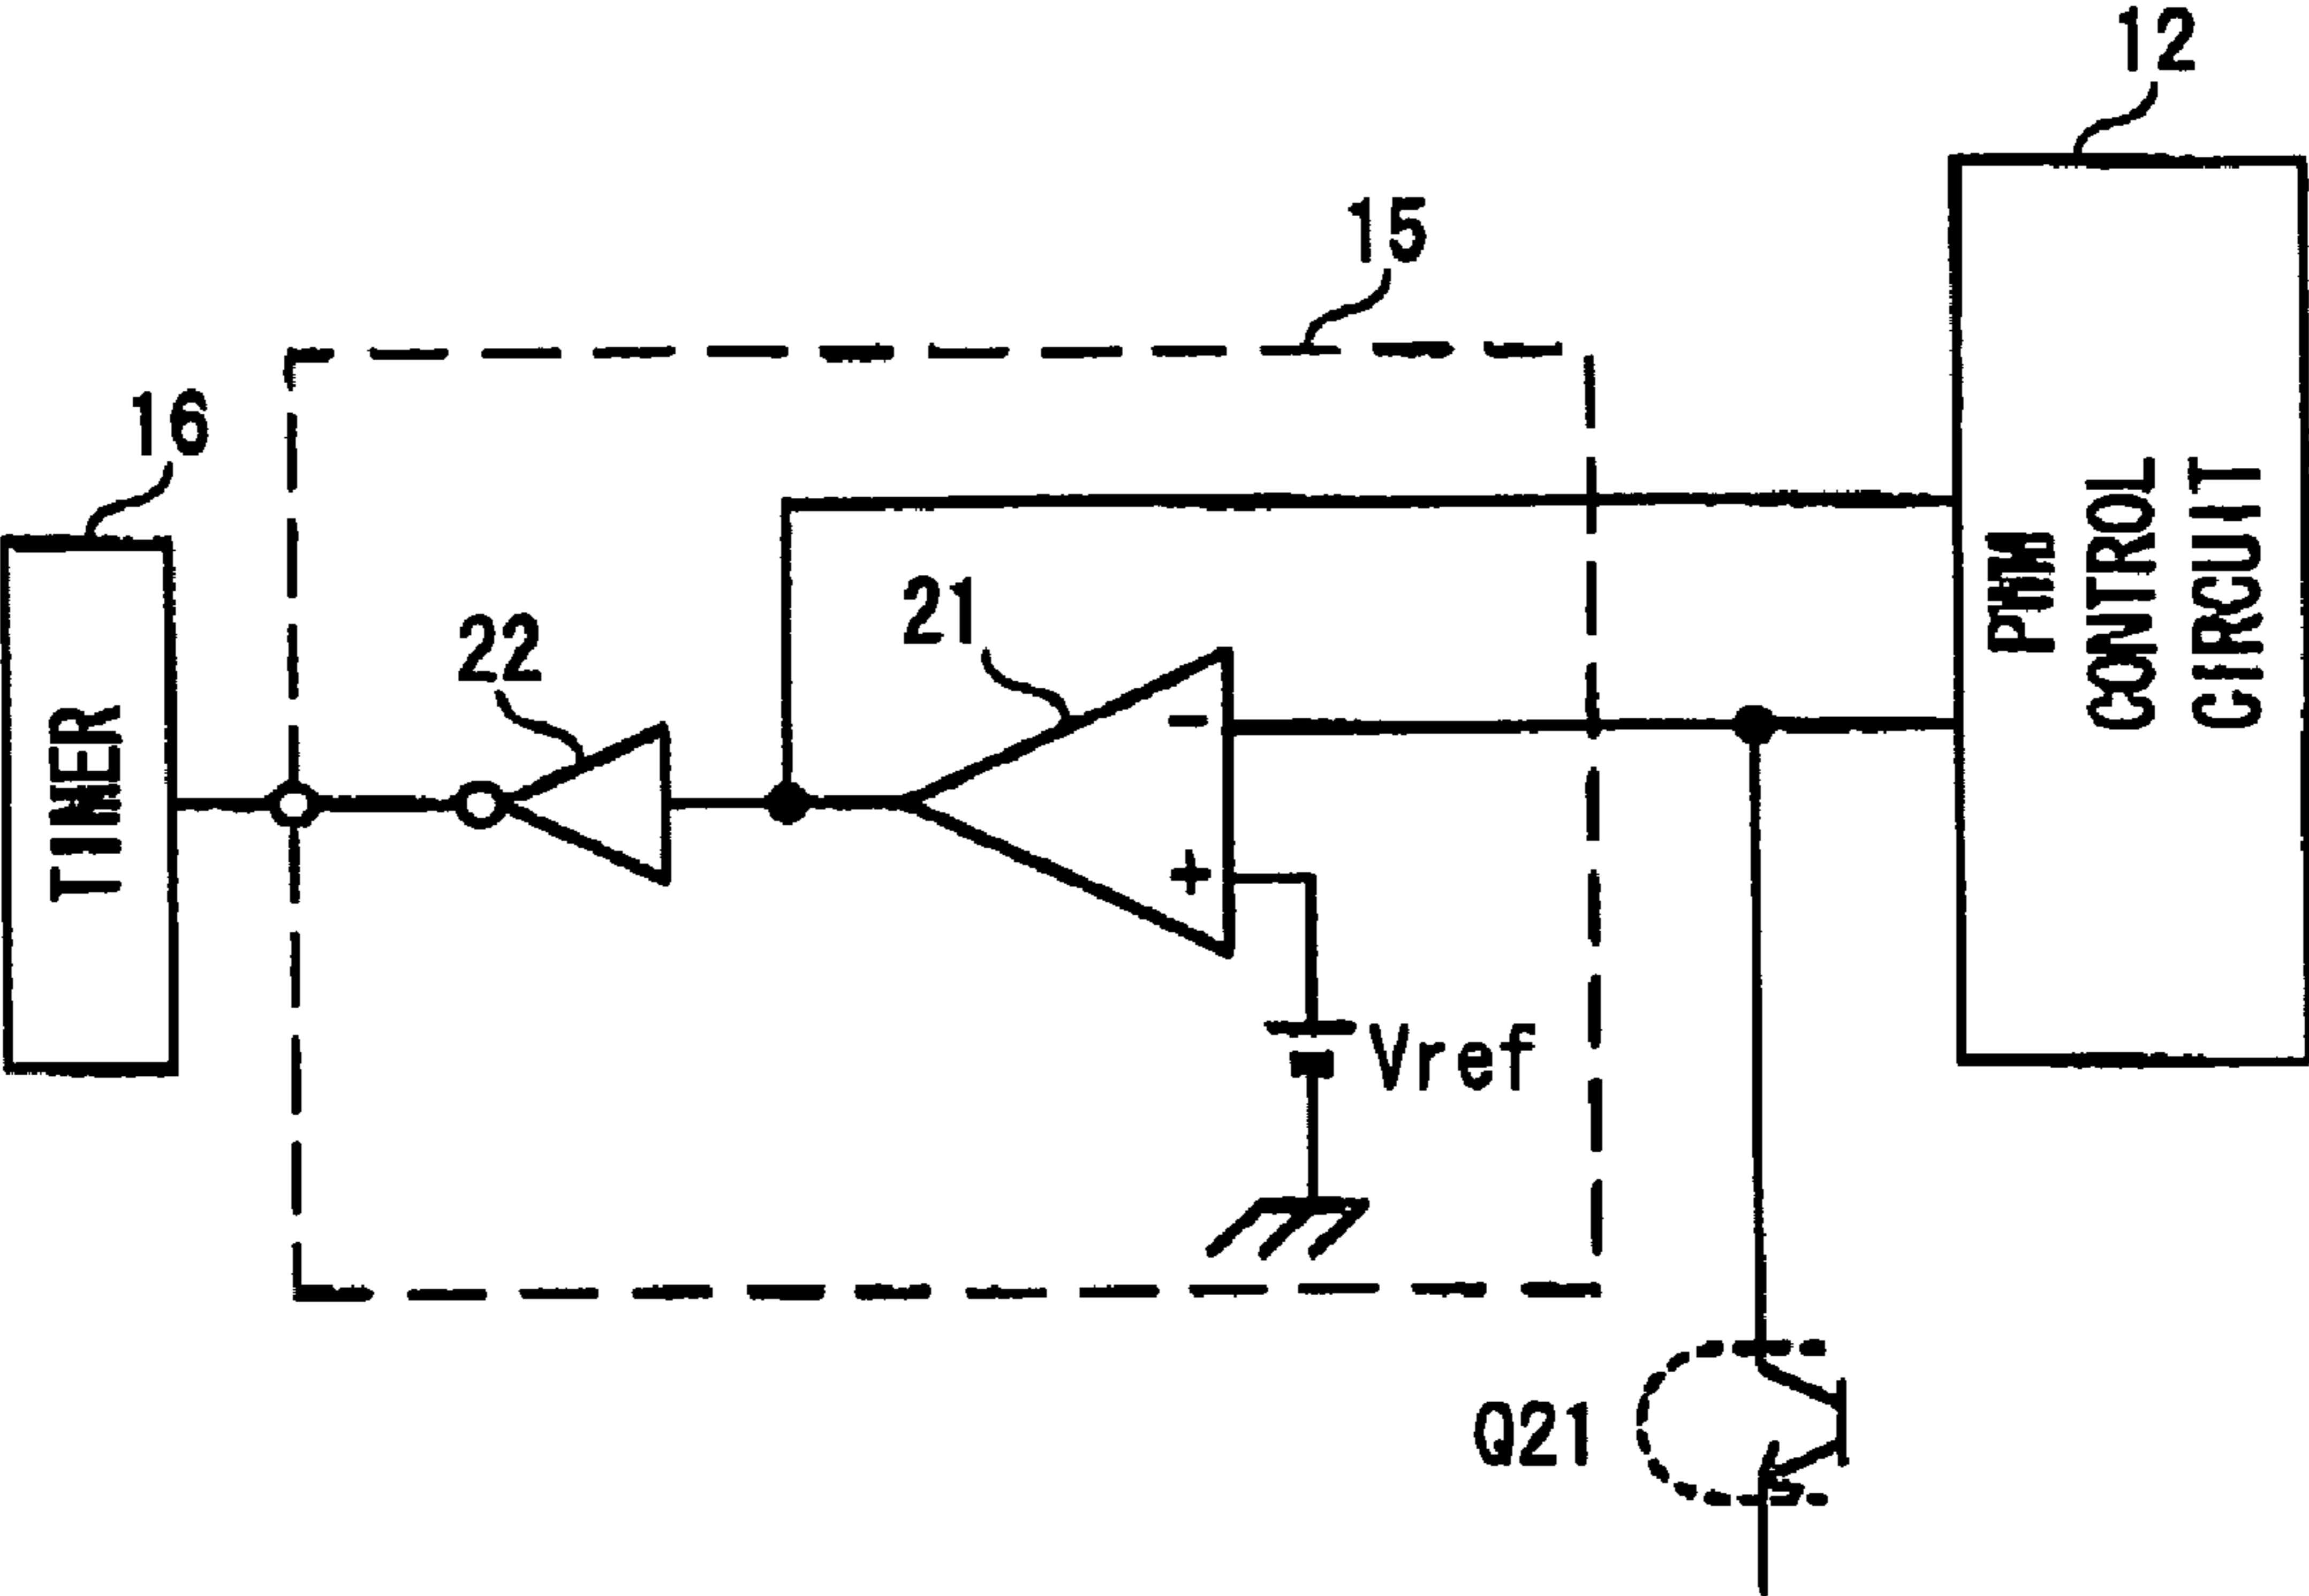 12
15
16
21
22
TIMER
PWM
CONTROL
CIRCUIT
-
+
Vref
Q21